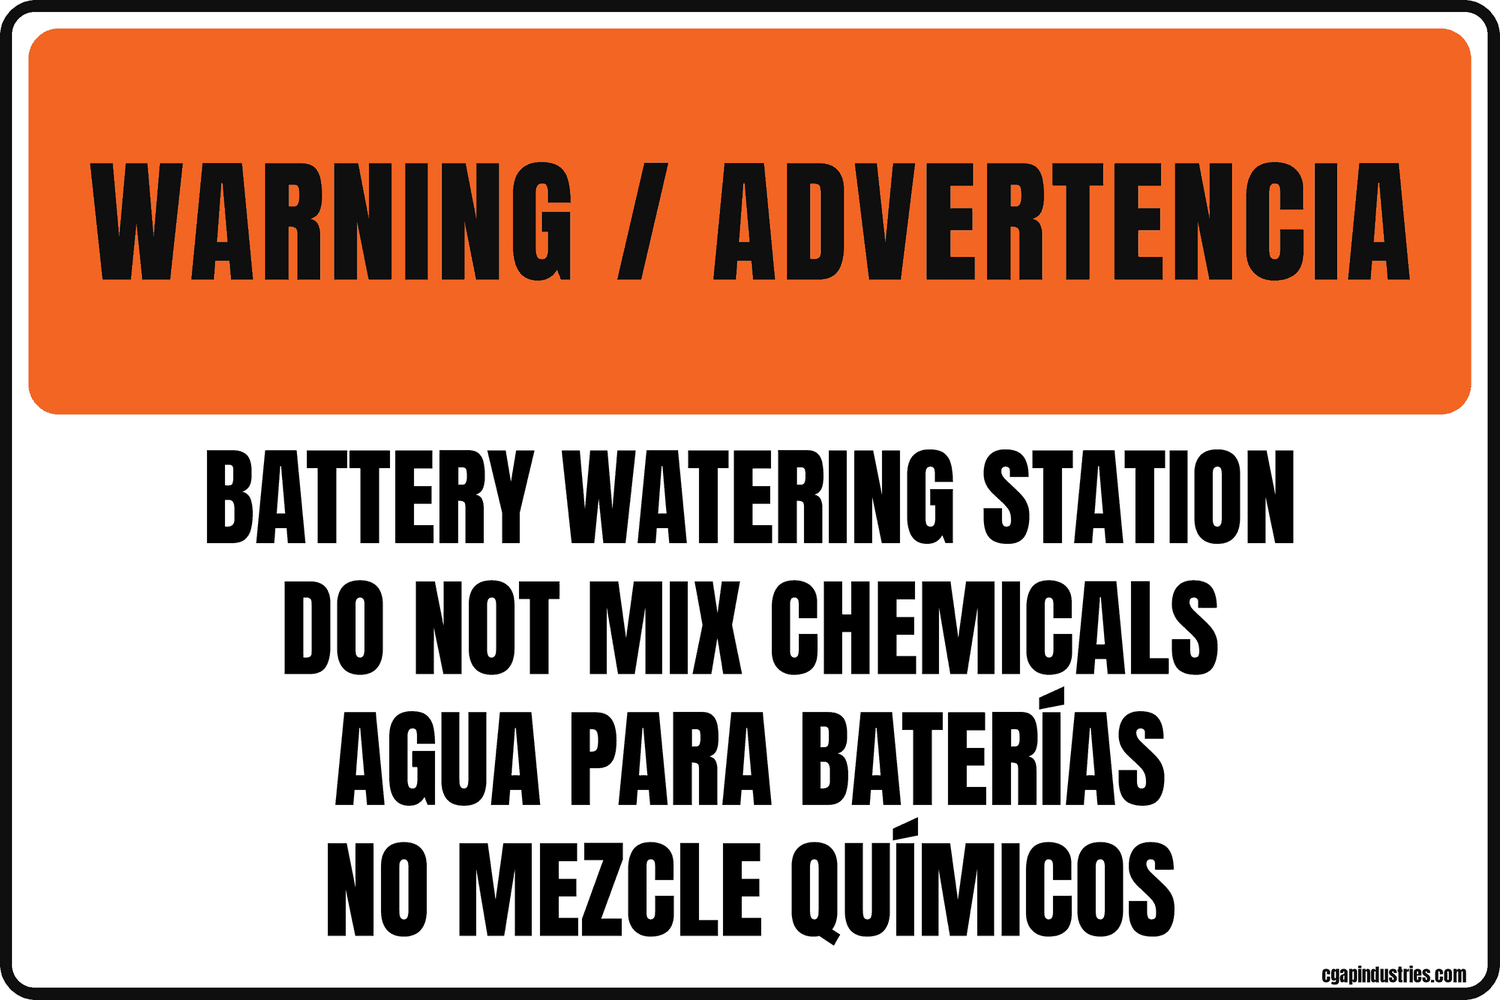 WARNING / ADVERTENCIA
BATTERY WATERING STATION
DO NOT MIX CHEMICALS
AGUA PARA BATERÍAS
NO MEZCLE QUÍMICOS
cgapindustries.com